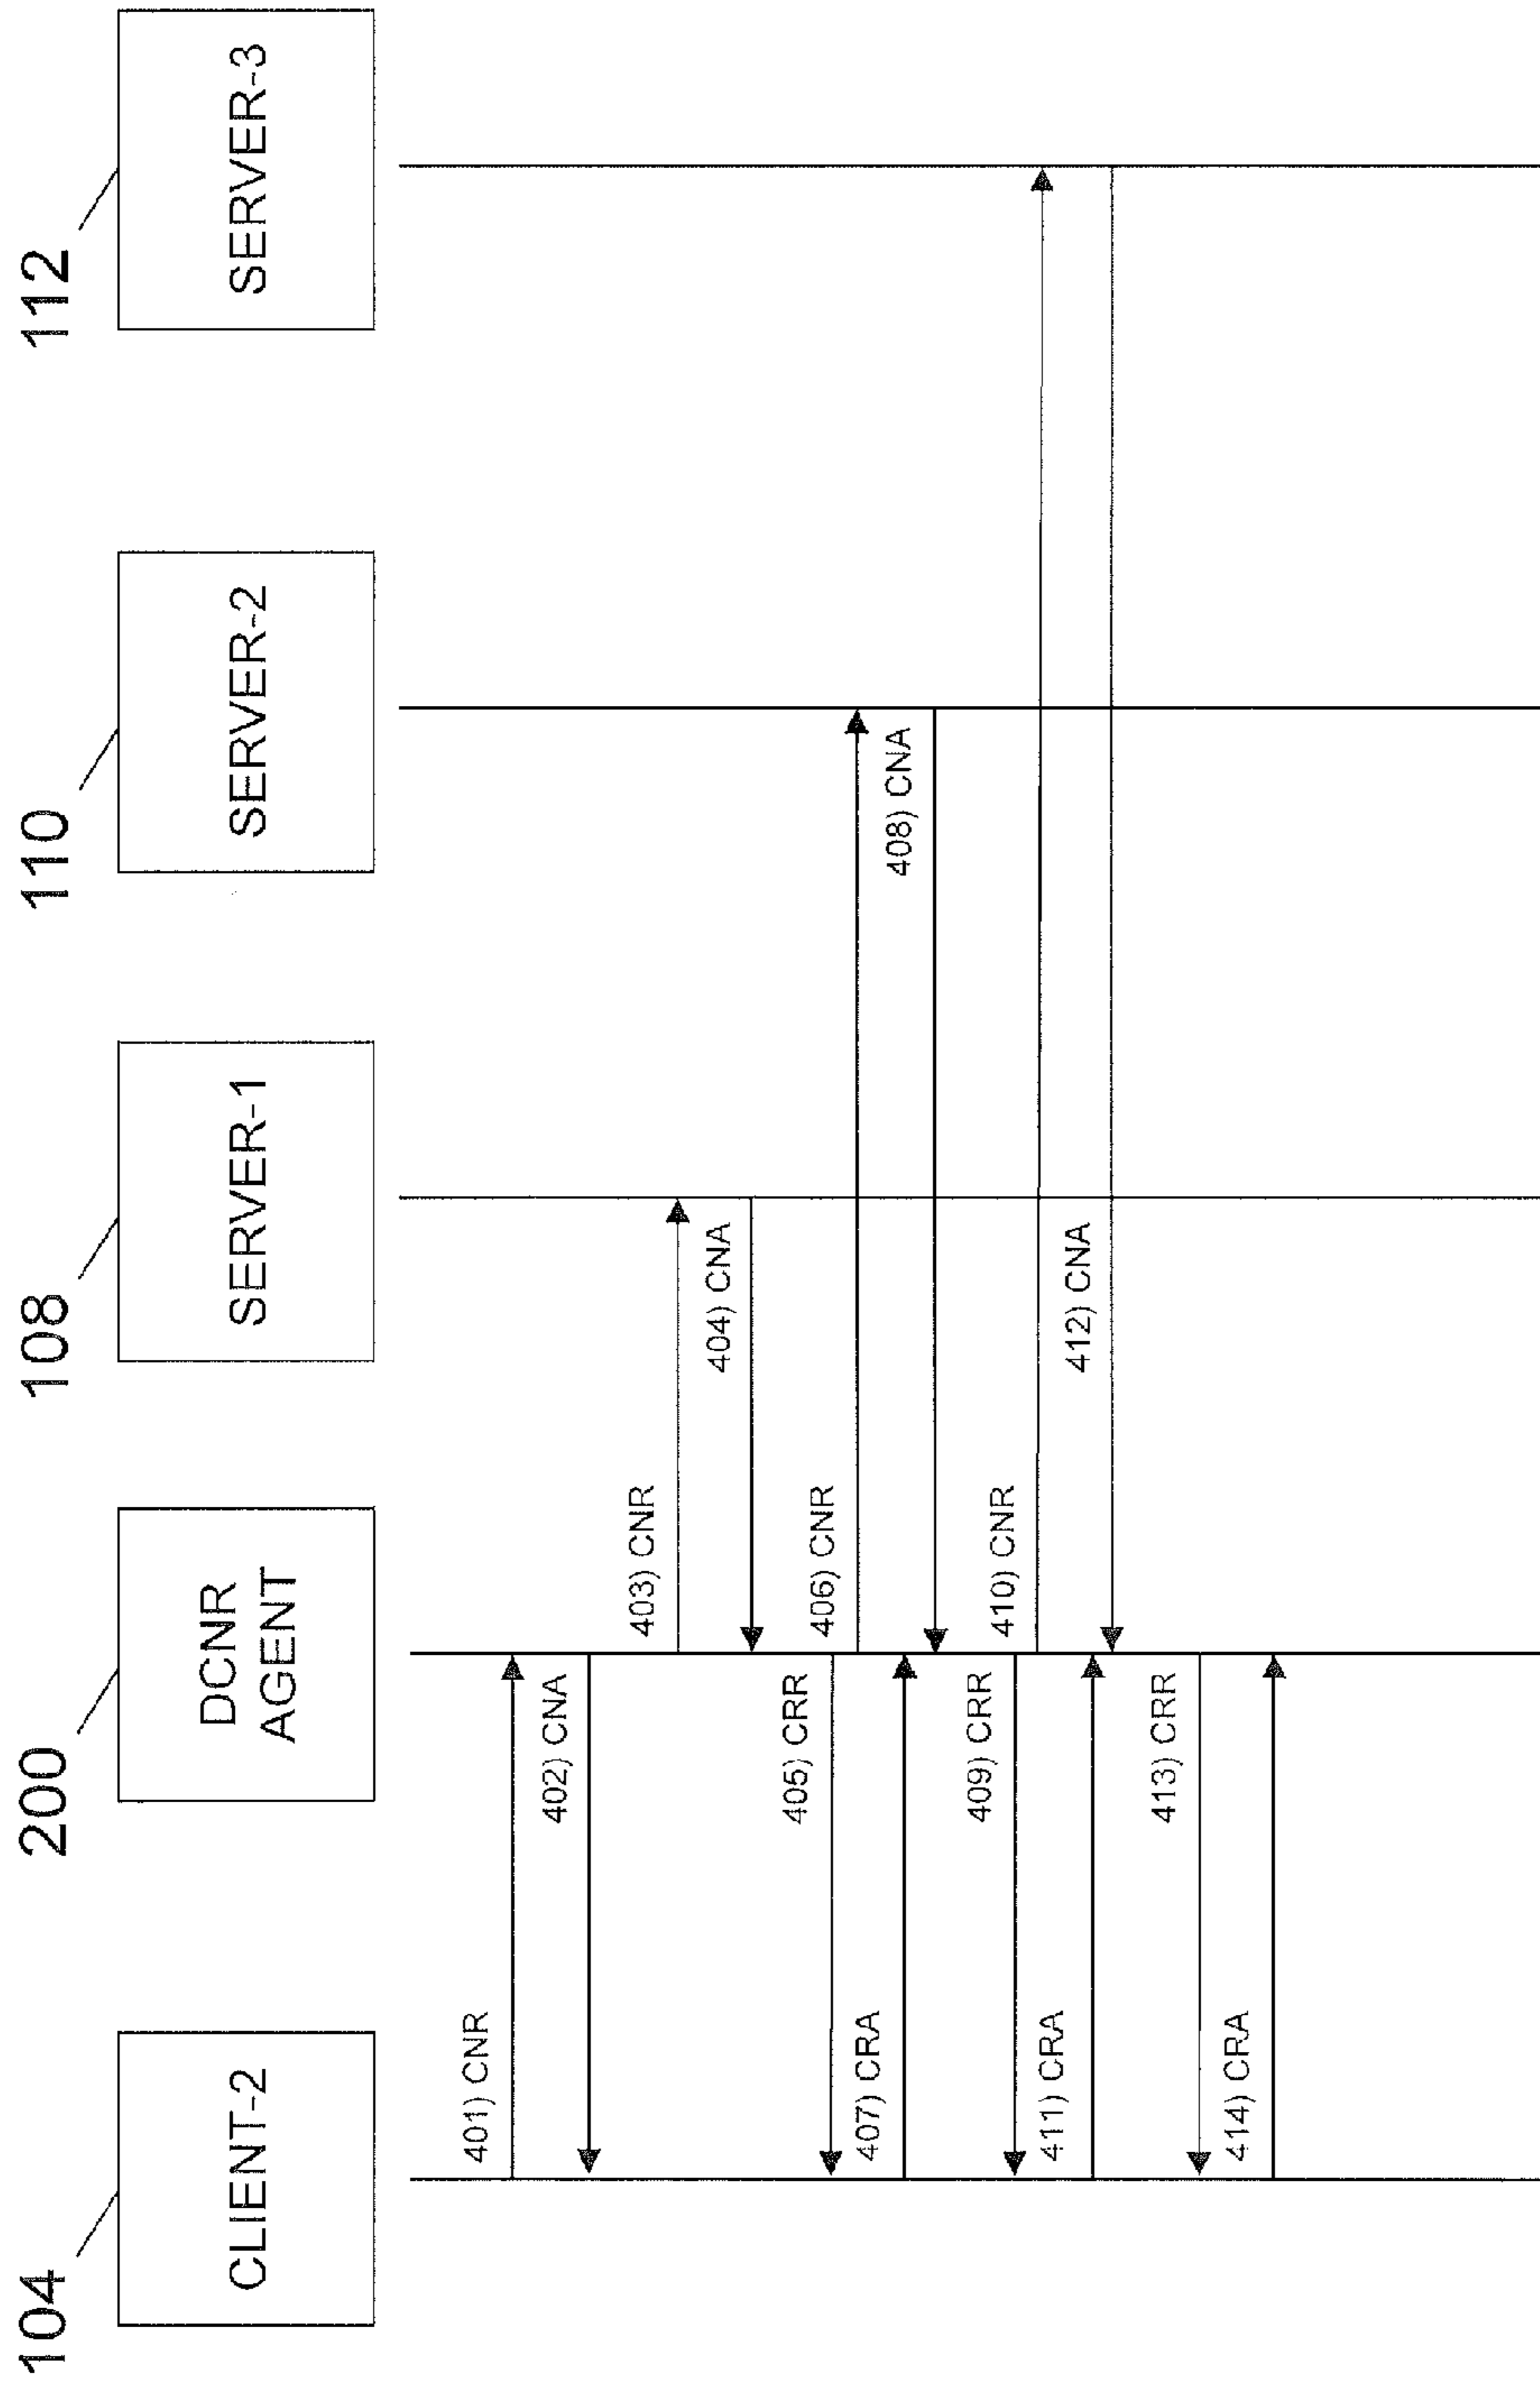 104
200
108
110
112
CLIENT-2
DCNR
AGENT
SERVER-1
SERVER-2
SERVER-3
401) CNR
402) CNA
403) CNR
404) CNA
405) CRR
406) CNR
407) CRA
408) CNA
409) CRR
410) CNR
411) CRA
412) CNA
413) CRR
414) CRA